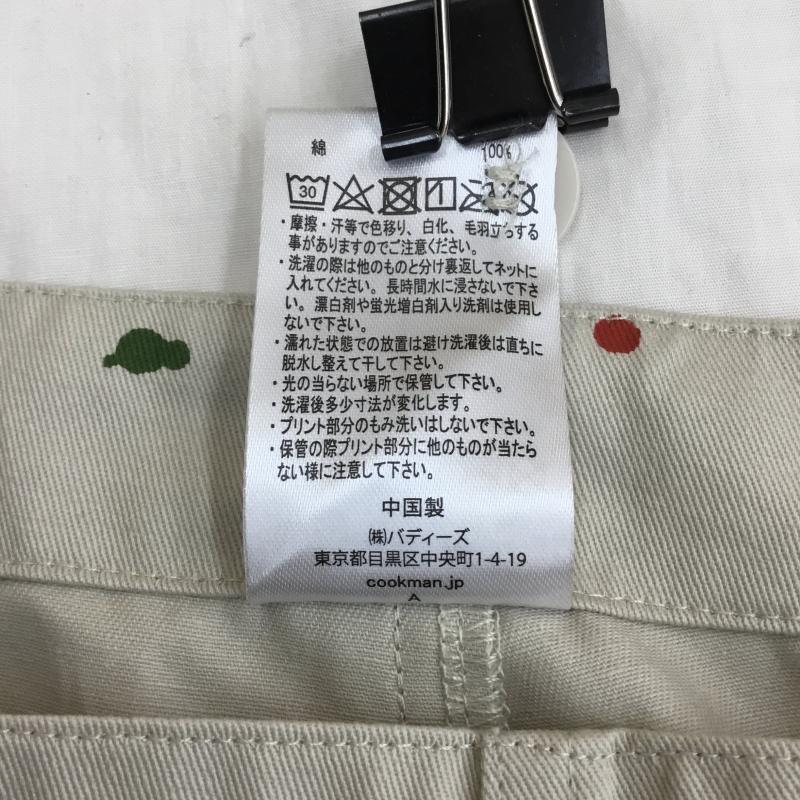 綿 100%
30
・摩擦・汗等で色移り、白化、毛羽立ちする
事がありますのでご注意ください。
・洗濯の際は他のものと分け裏返してネットに
入れてください。長時間水に浸さないで下さ
い。漂白剤や蛍光増白剤入り洗剤は使用し
ないで下さい。
・濡れた状態での放置は避け洗濯後は直ちに
脱水し整えて干して下さい。
・光の当らない場所で保管して下さい。
・洗濯後多少寸法が変化します。
・プリント部分のもみ洗いはしないで下さい。
・保管の際プリント部分に他のものが当たら
ない様に注意して下さい。
中国製
㈱バディーズ
東京都目黒区中央町1-4-19
cookman.jp
A